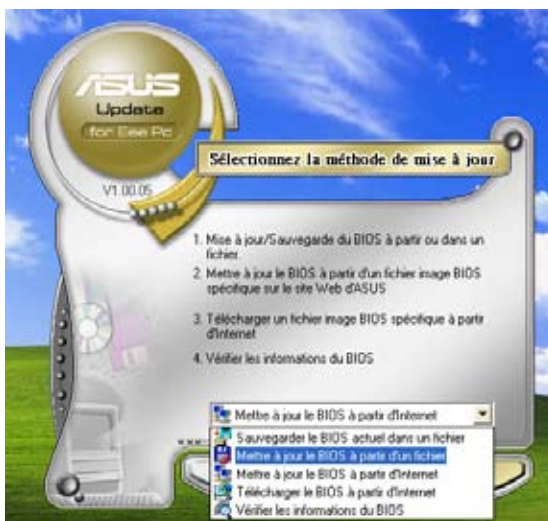 ASUS
Update
for Eee Pc
V1.00.05
Sélectionnez la méthode de mise à jour
1. Mise à jour/Sauvegarde du BIOS à partir ou dans un
fichier.
2. Mettre à jour le BIOS à partir d'un fichier image BIOS
spécifique sur le site Web d'ASUS
3. Télécharger un fichier image BIOS spécifique à partir
d'Internet
4. Vérifier les informations du BIOS
Mettre à jour le BIOS à partir d'Internet
Sauvegarder le BIOS actuel dans un fichier
Mettre à jour le BIOS à partir d'un fichier
Mettre à jour le BIOS à partir d'Internet
Télécharger le BIOS à partir d'Internet
Vérifier les informations du BIOS